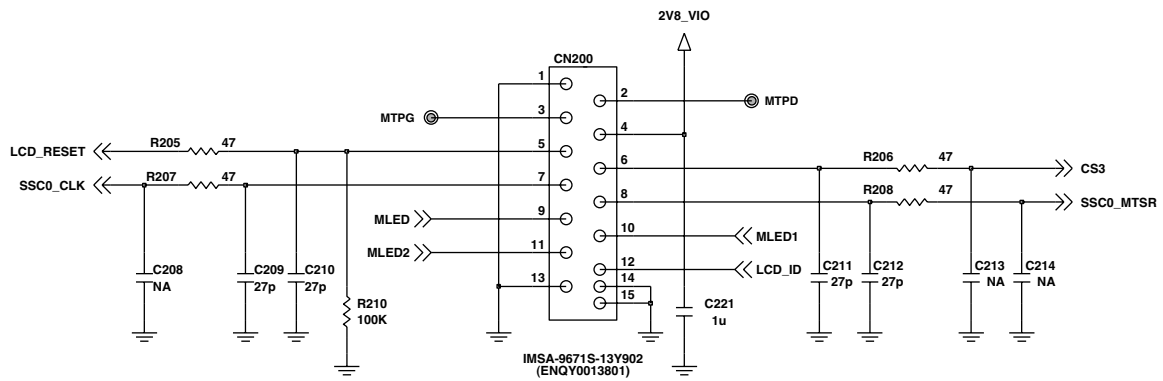 2V8_VIO
CN200
1
2
MTPD
MTPG
3
4
LCD_RESET
R205 47
5
6
R206 47
CS3
SSC0_CLK
R207 47
7
8
R208 47
SSC0_MTSR
MLED
9
10
MLED1
MLED2
11
12
LCD_ID
13
14
15
C208
NA
C209
27p
C210
27p
R210
100K
C221
1u
C211
27p
C212
27p
C213
NA
C214
NA
IMSA-9671S-13Y902
(ENQY0013801)